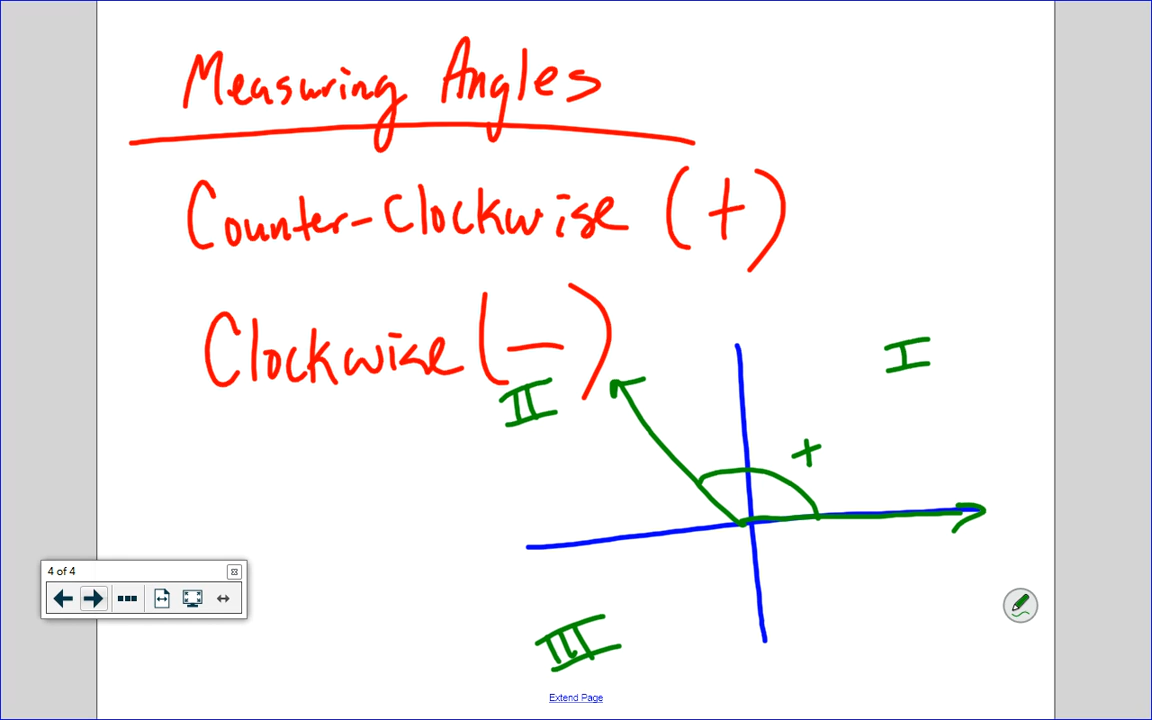 Measuring Angles
Counter-Clockwise (+)
Clockwise (−)
I
II
+
4 of 4
III
Extend Page